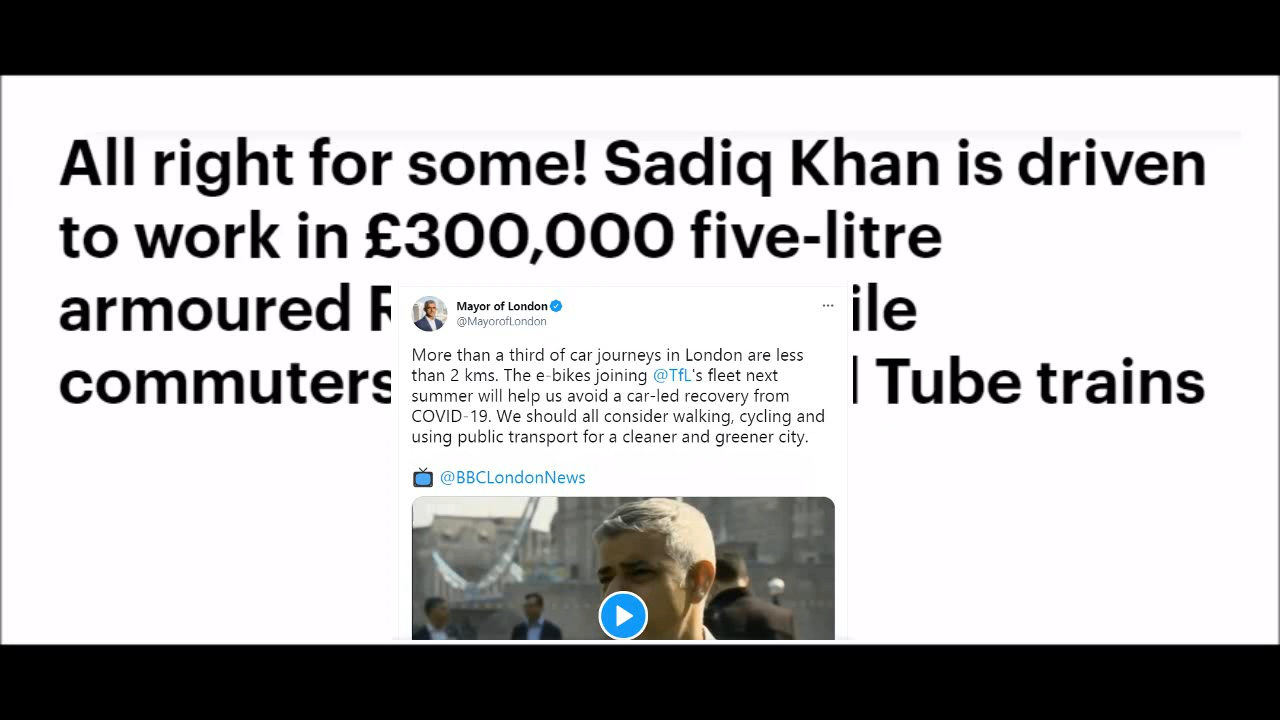 All right for some! Sadiq Khan is driven
to work in £300,000 five-litre
armoured
commuters
Tube trains
Mayor of London
@MayorofLondon
More than a third of car journeys in London are less
than 2 kms. The e-bikes joining @TfL's fleet next
summer will help us avoid a car-led recovery from
COVID-19. We should all consider walking, cycling and
using public transport for a cleaner and greener city.
@BBCLondonNews